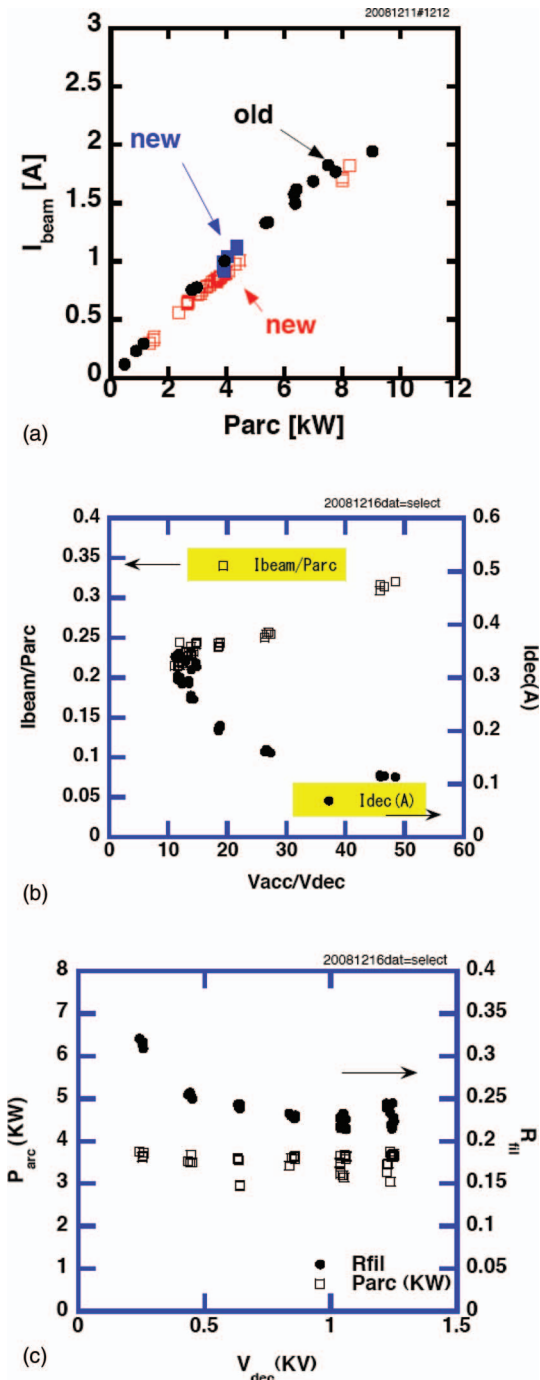 20081211#1212
3
2.5
2
1.5
1
0.5
0
old
new
new
I beam [A]
0 2 4 6 8 10 12
Parc [kW]
(a)
20081216dat=select
0.4 0.6
0.35
0.5
0.3
0.25 0.4
0.2 0.3
0.15
0.2
0.1
0.05 0.1
0 0
Ibeam/Parc
Idec (A)
Ibeam/Parc
Idec(A)
0 10 20 30 40 50 60
Vacc/Vdec
(b)
20081216dat=select
8 0.4
7 0.35
6 0.3
5 0.25
4 0.2
3 0.15
2 0.1
1 0.05
0 0
P arc (KW)
R fil
Rfil
Parc (KW)
0 0.5 1 1.5
V dec (KV)
(c)